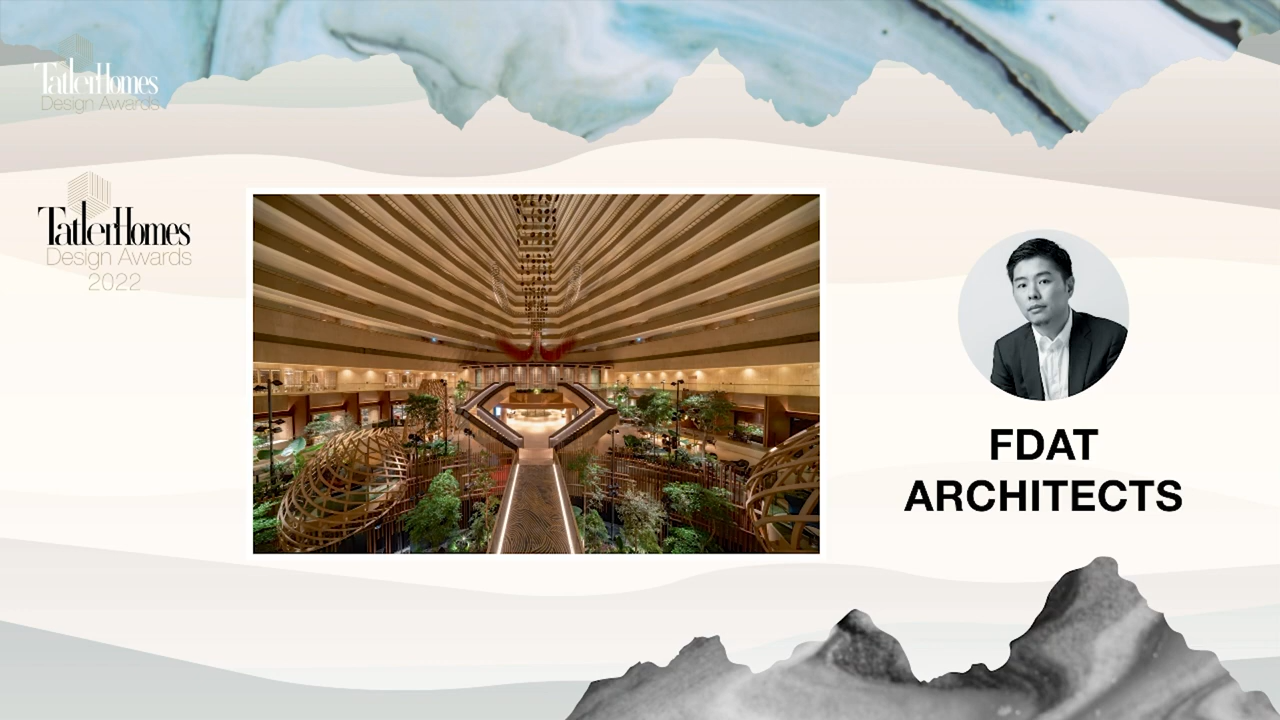 TatlerHomes
Design Awards
TatlerHomes
Design Awards
2022
FDAT
ARCHITECTS